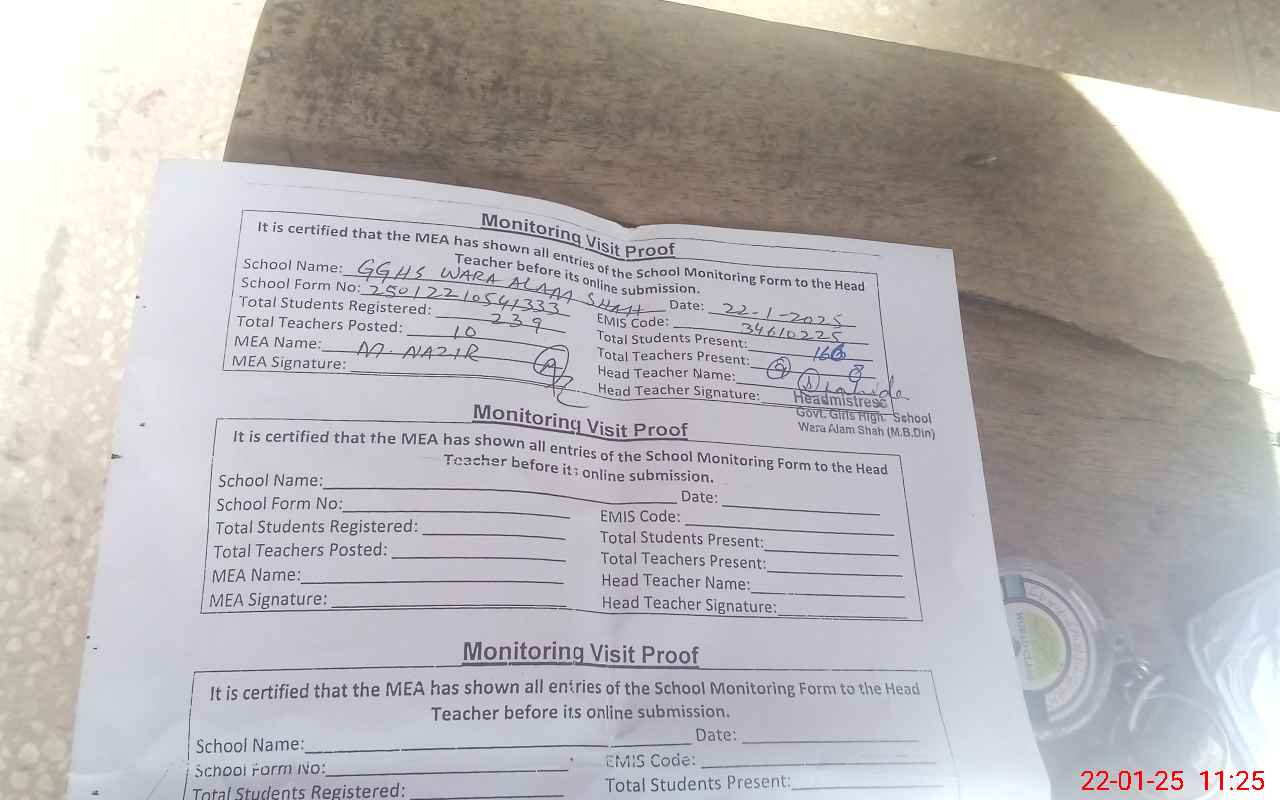 Monitoring Visit Proof
It is certified that the MEA has shown all entries of the School Monitoring Form to the Head
Teacher before its online submission.
School Name: GGHS WARA ALAM SHAH Date: 22-1-2025
School Form No: 25012210541333 EMIS Code: 34610225
Total Students Registered: 239 Total Students Present: 166
Total Teachers Posted: 10 Total Teachers Present: 8
MEA Name: M. NAZIR Head Teacher Name:
MEA Signature: Head Teacher Signature:
Headmistress
Govt. Girls High School
Wara Alam Shah (M.B.Din)
Monitoring Visit Proof
It is certified that the MEA has shown all entries of the School Monitoring Form to the Head
Teacher before its online submission.
School Name: Date:
School Form No: EMIS Code:
Total Students Registered: Total Students Present:
Total Teachers Posted: Total Teachers Present:
MEA Name: Head Teacher Name:
MEA Signature: Head Teacher Signature:
Monitoring Visit Proof
It is certified that the MEA has shown all entries of the School Monitoring Form to the Head
Teacher before its online submission.
School Name: Date:
School Form No: EMIS Code:
Total Students Registered: Total Students Present:
22-01-25 11:25